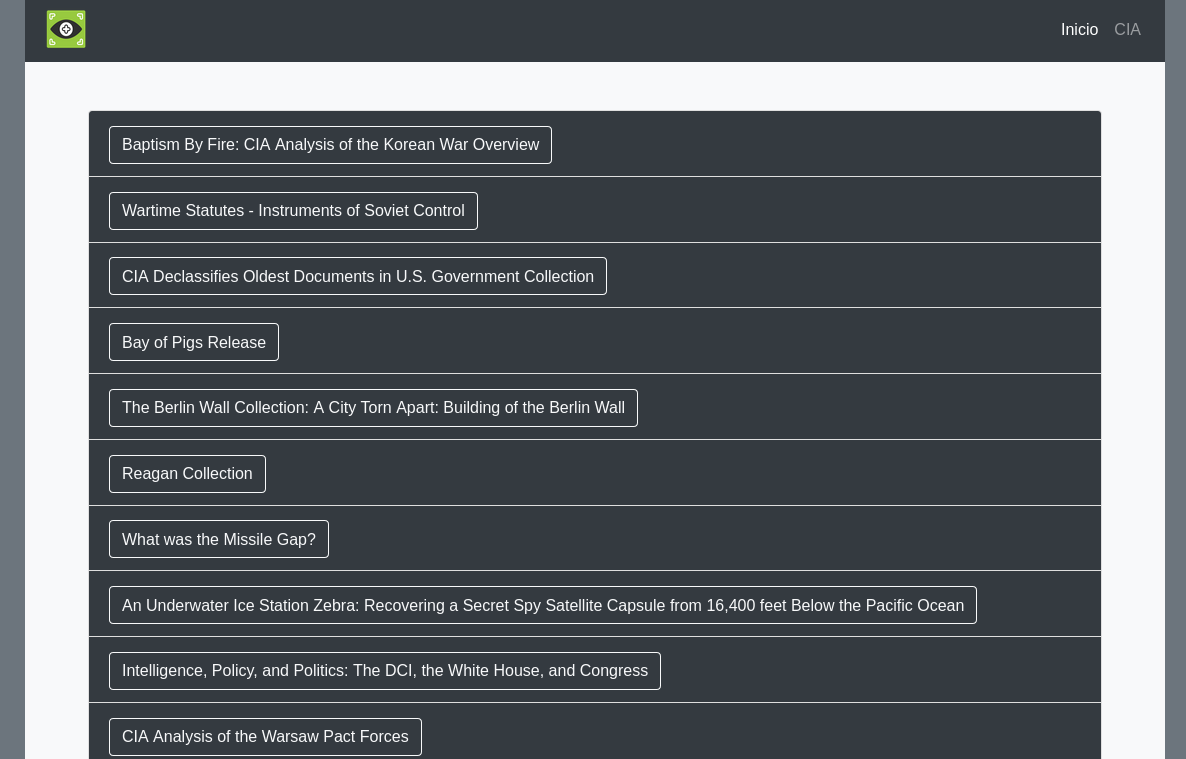 Inicio CIA
Baptism By Fire: CIA Analysis of the Korean War Overview
Wartime Statutes - Instruments of Soviet Control
CIA Declassifies Oldest Documents in U.S. Government Collection
Bay of Pigs Release
The Berlin Wall Collection: A City Torn Apart: Building of the Berlin Wall
Reagan Collection
What was the Missile Gap?
An Underwater Ice Station Zebra: Recovering a Secret Spy Satellite Capsule from 16,400 feet Below the Pacific Ocean
Intelligence, Policy, and Politics: The DCI, the White House, and Congress
CIA Analysis of the Warsaw Pact Forces